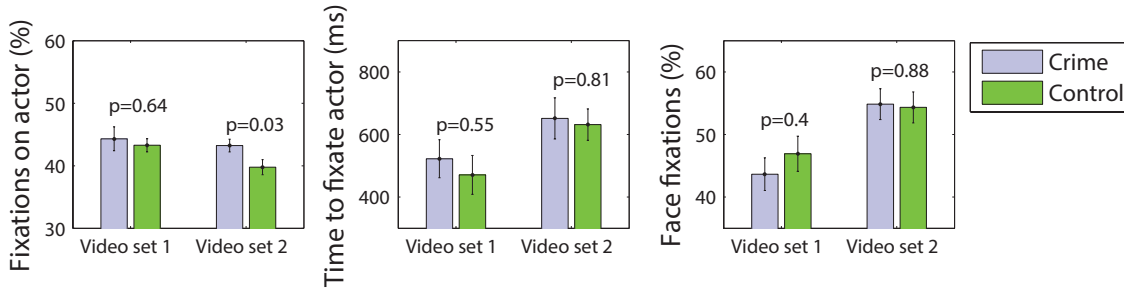 Fixations on actor (%)
60
50
40
30
p=0.64
p=0.03
Video set 1
Video set 2
Time to fixate actor (ms)
800
600
400
p=0.55
p=0.81
Video set 1
Video set 2
Face fixations (%)
60
50
40
p=0.4
p=0.88
Video set 1
Video set 2
Crime
Control